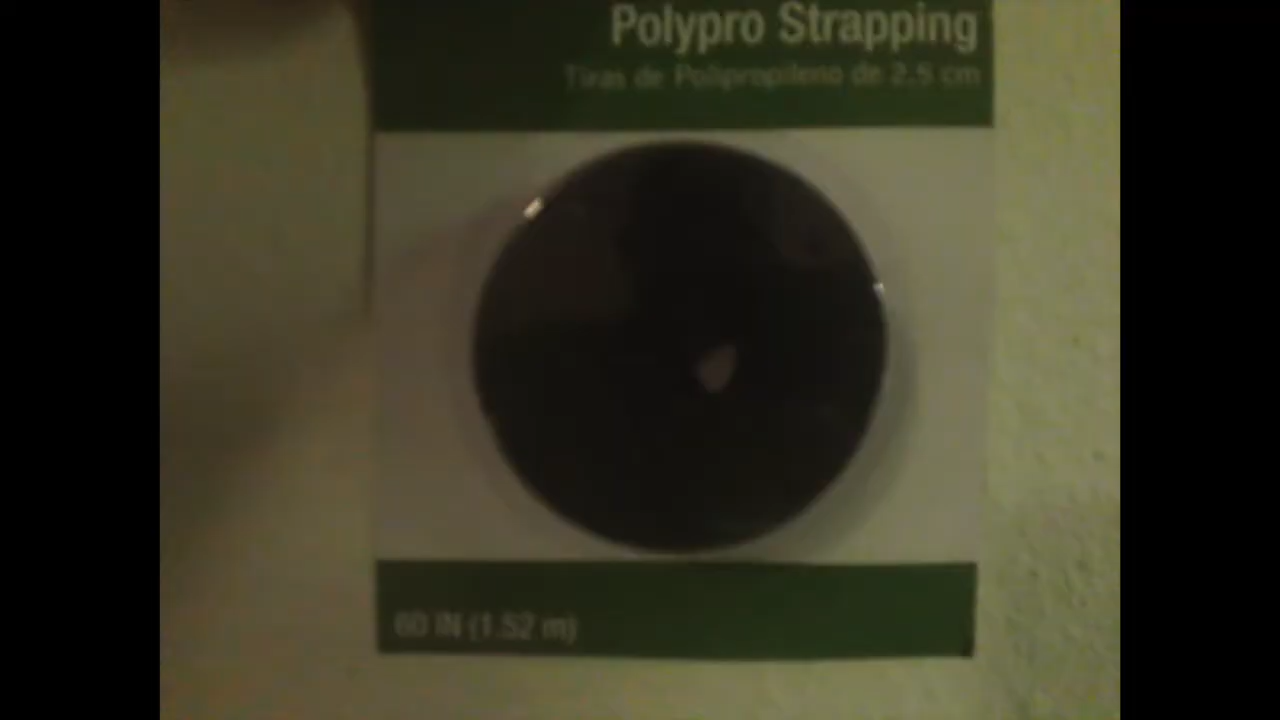 Polypro Strapping
Tiras de Polipropileno de 2.5 cm
60 IN (1.52 m)